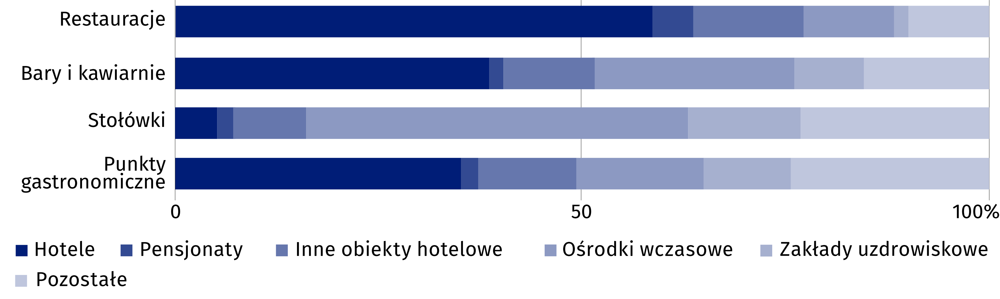 Restauracje
Bary i kawiarnie
Stołówki
Punkty
gastronomiczne
0 50 100%
Hotele Pensjonaty Inne obiekty hotelowe Ośrodki wczasowe Zakłady uzdrowiskowe
Pozostałe